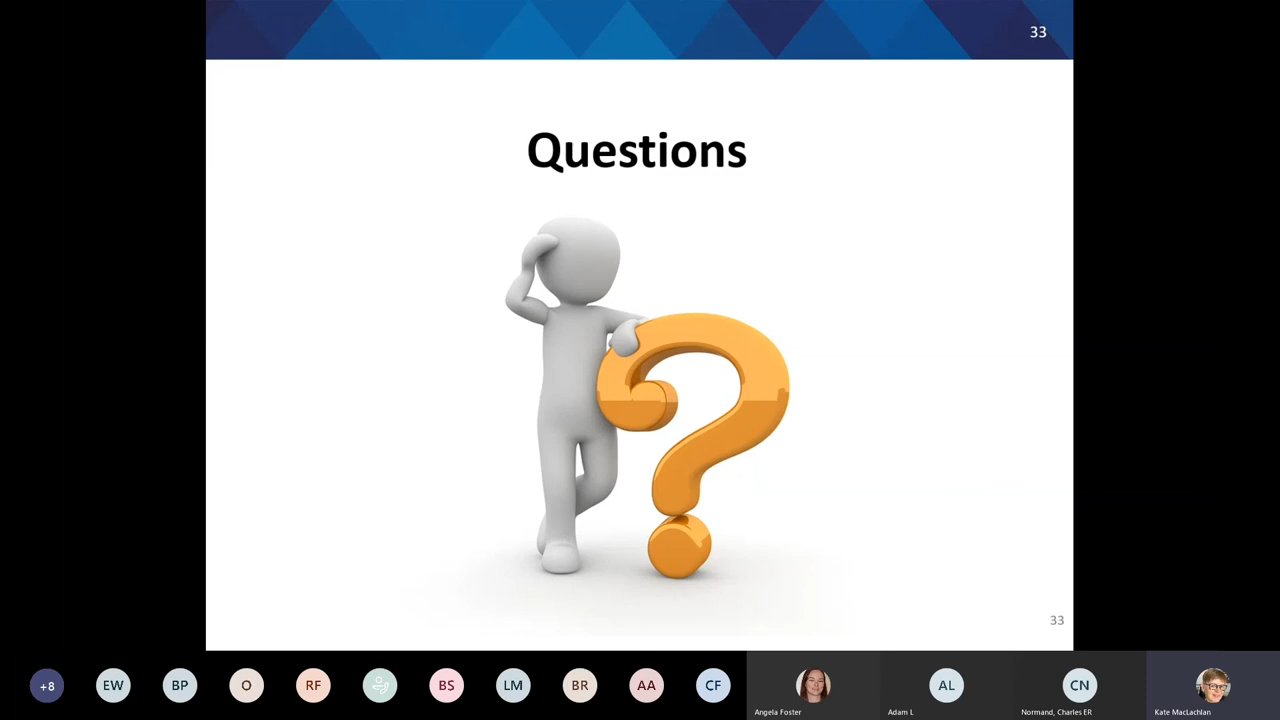 33
Questions
33
+8
EW
BP
O
RF
BS
LM
BR
AA
CF
Angela Foster
AL
Adam L
CN
Normand, Charles ER
Kate MacLachlan